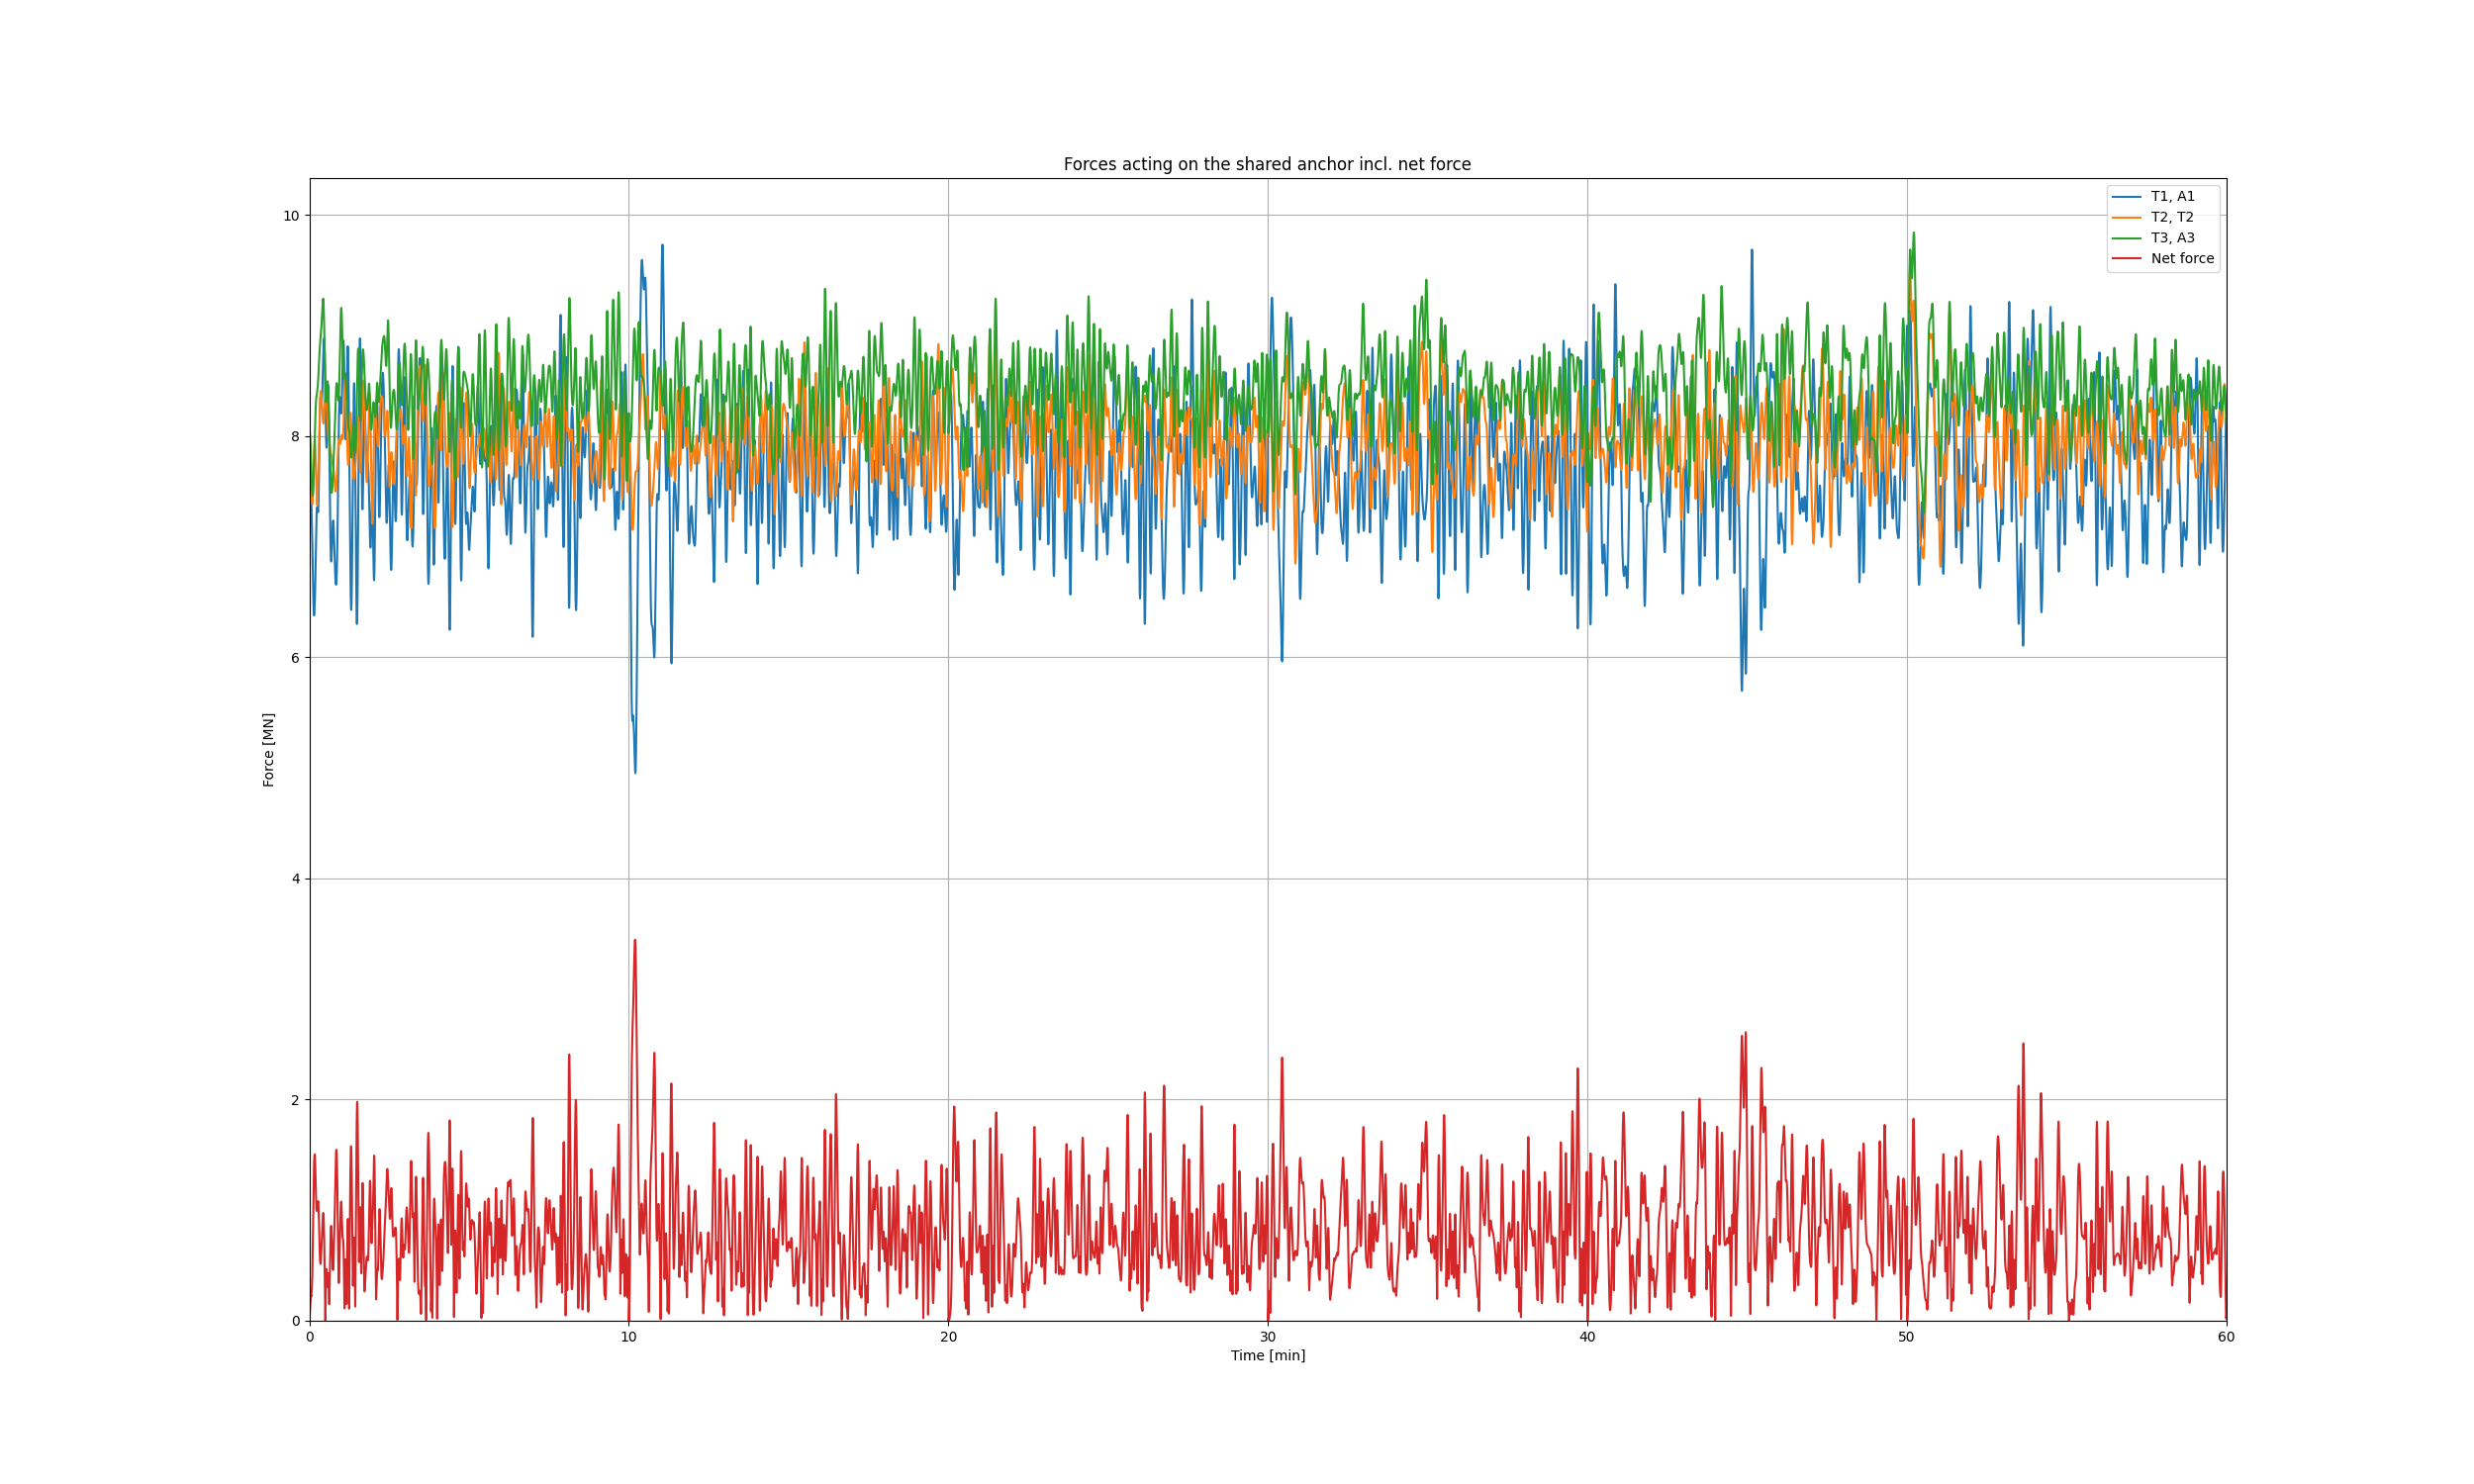 Forces acting on the shared anchor incl. net force
T1, A1
T2, T2
T3, A3
Net force
10
8
6
4
2
0
Force [MN]
0 10 20 30 40 50 60
Time [min]